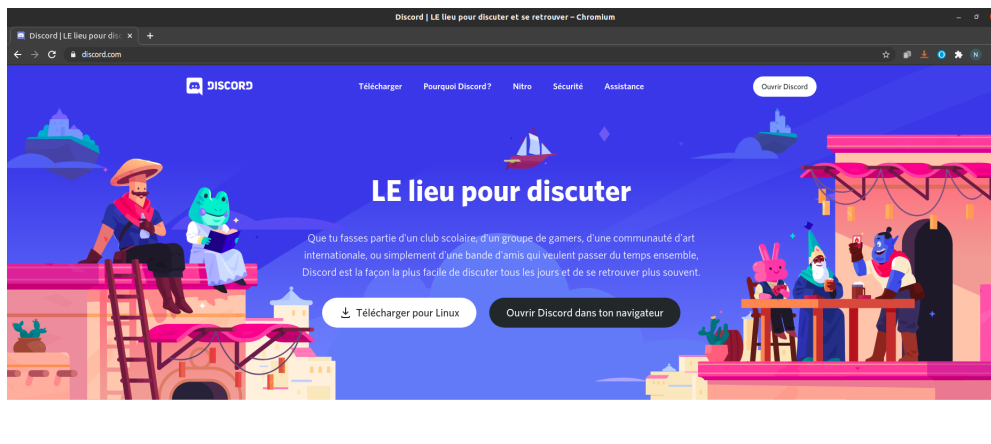 Discord | LE lieu pour discuter et se retrouver – Chromium
Discord | LE lieu pour disc
discord.com
N
DISCORD
Télécharger
Pourquoi Discord?
Nitro
Sécurité
Assistance
Ouvrir Discord
LE lieu pour discuter
Que tu fasses partie d'un club scolaire, d'un groupe de gamers, d'une communauté d'art
internationale, ou simplement d'une bande d'amis qui veulent passer du temps ensemble,
Discord est la façon la plus facile de discuter tous les jours et de se retrouver plus souvent.
Télécharger pour Linux
Ouvrir Discord dans ton navigateur